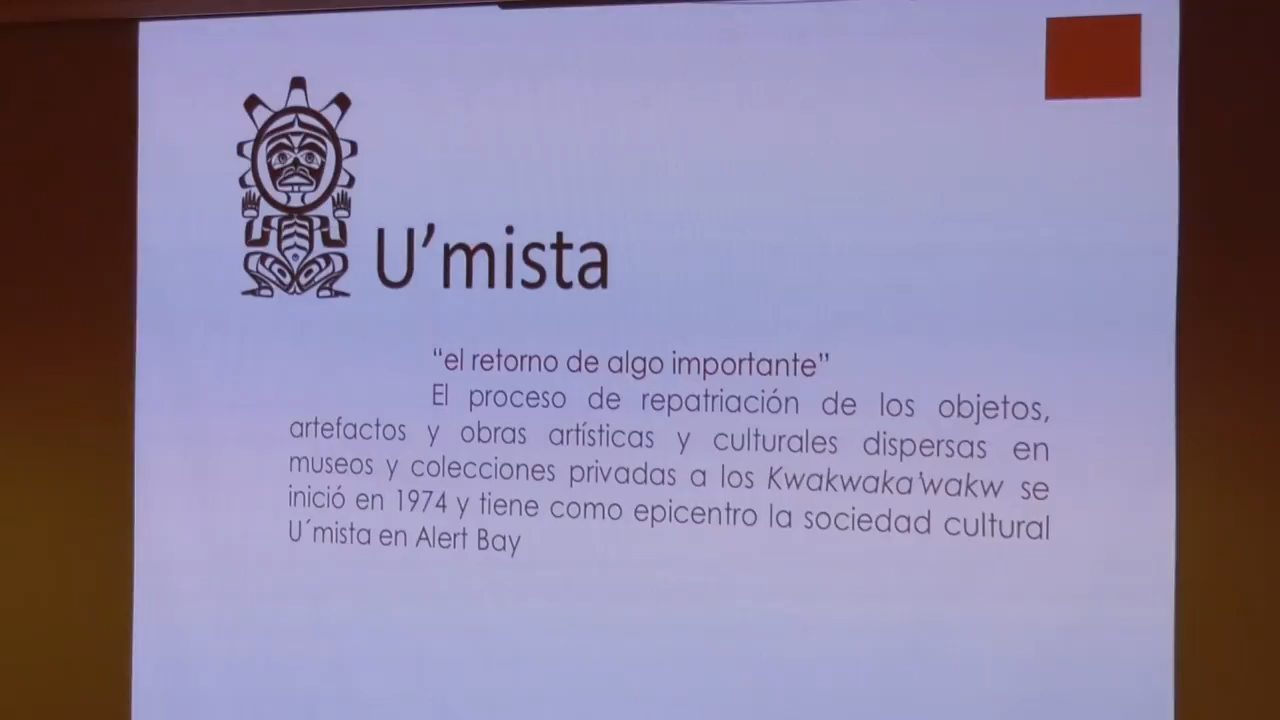 U'mista
“el retorno de algo importante”
El proceso de repatriación de los objetos,
artefactos y obras artísticas y culturales dispersas en
museos y colecciones privadas a los Kwakwaka'wakw se
inició en 1974 y tiene como epicentro la sociedad cultural
U´mista en Alert Bay